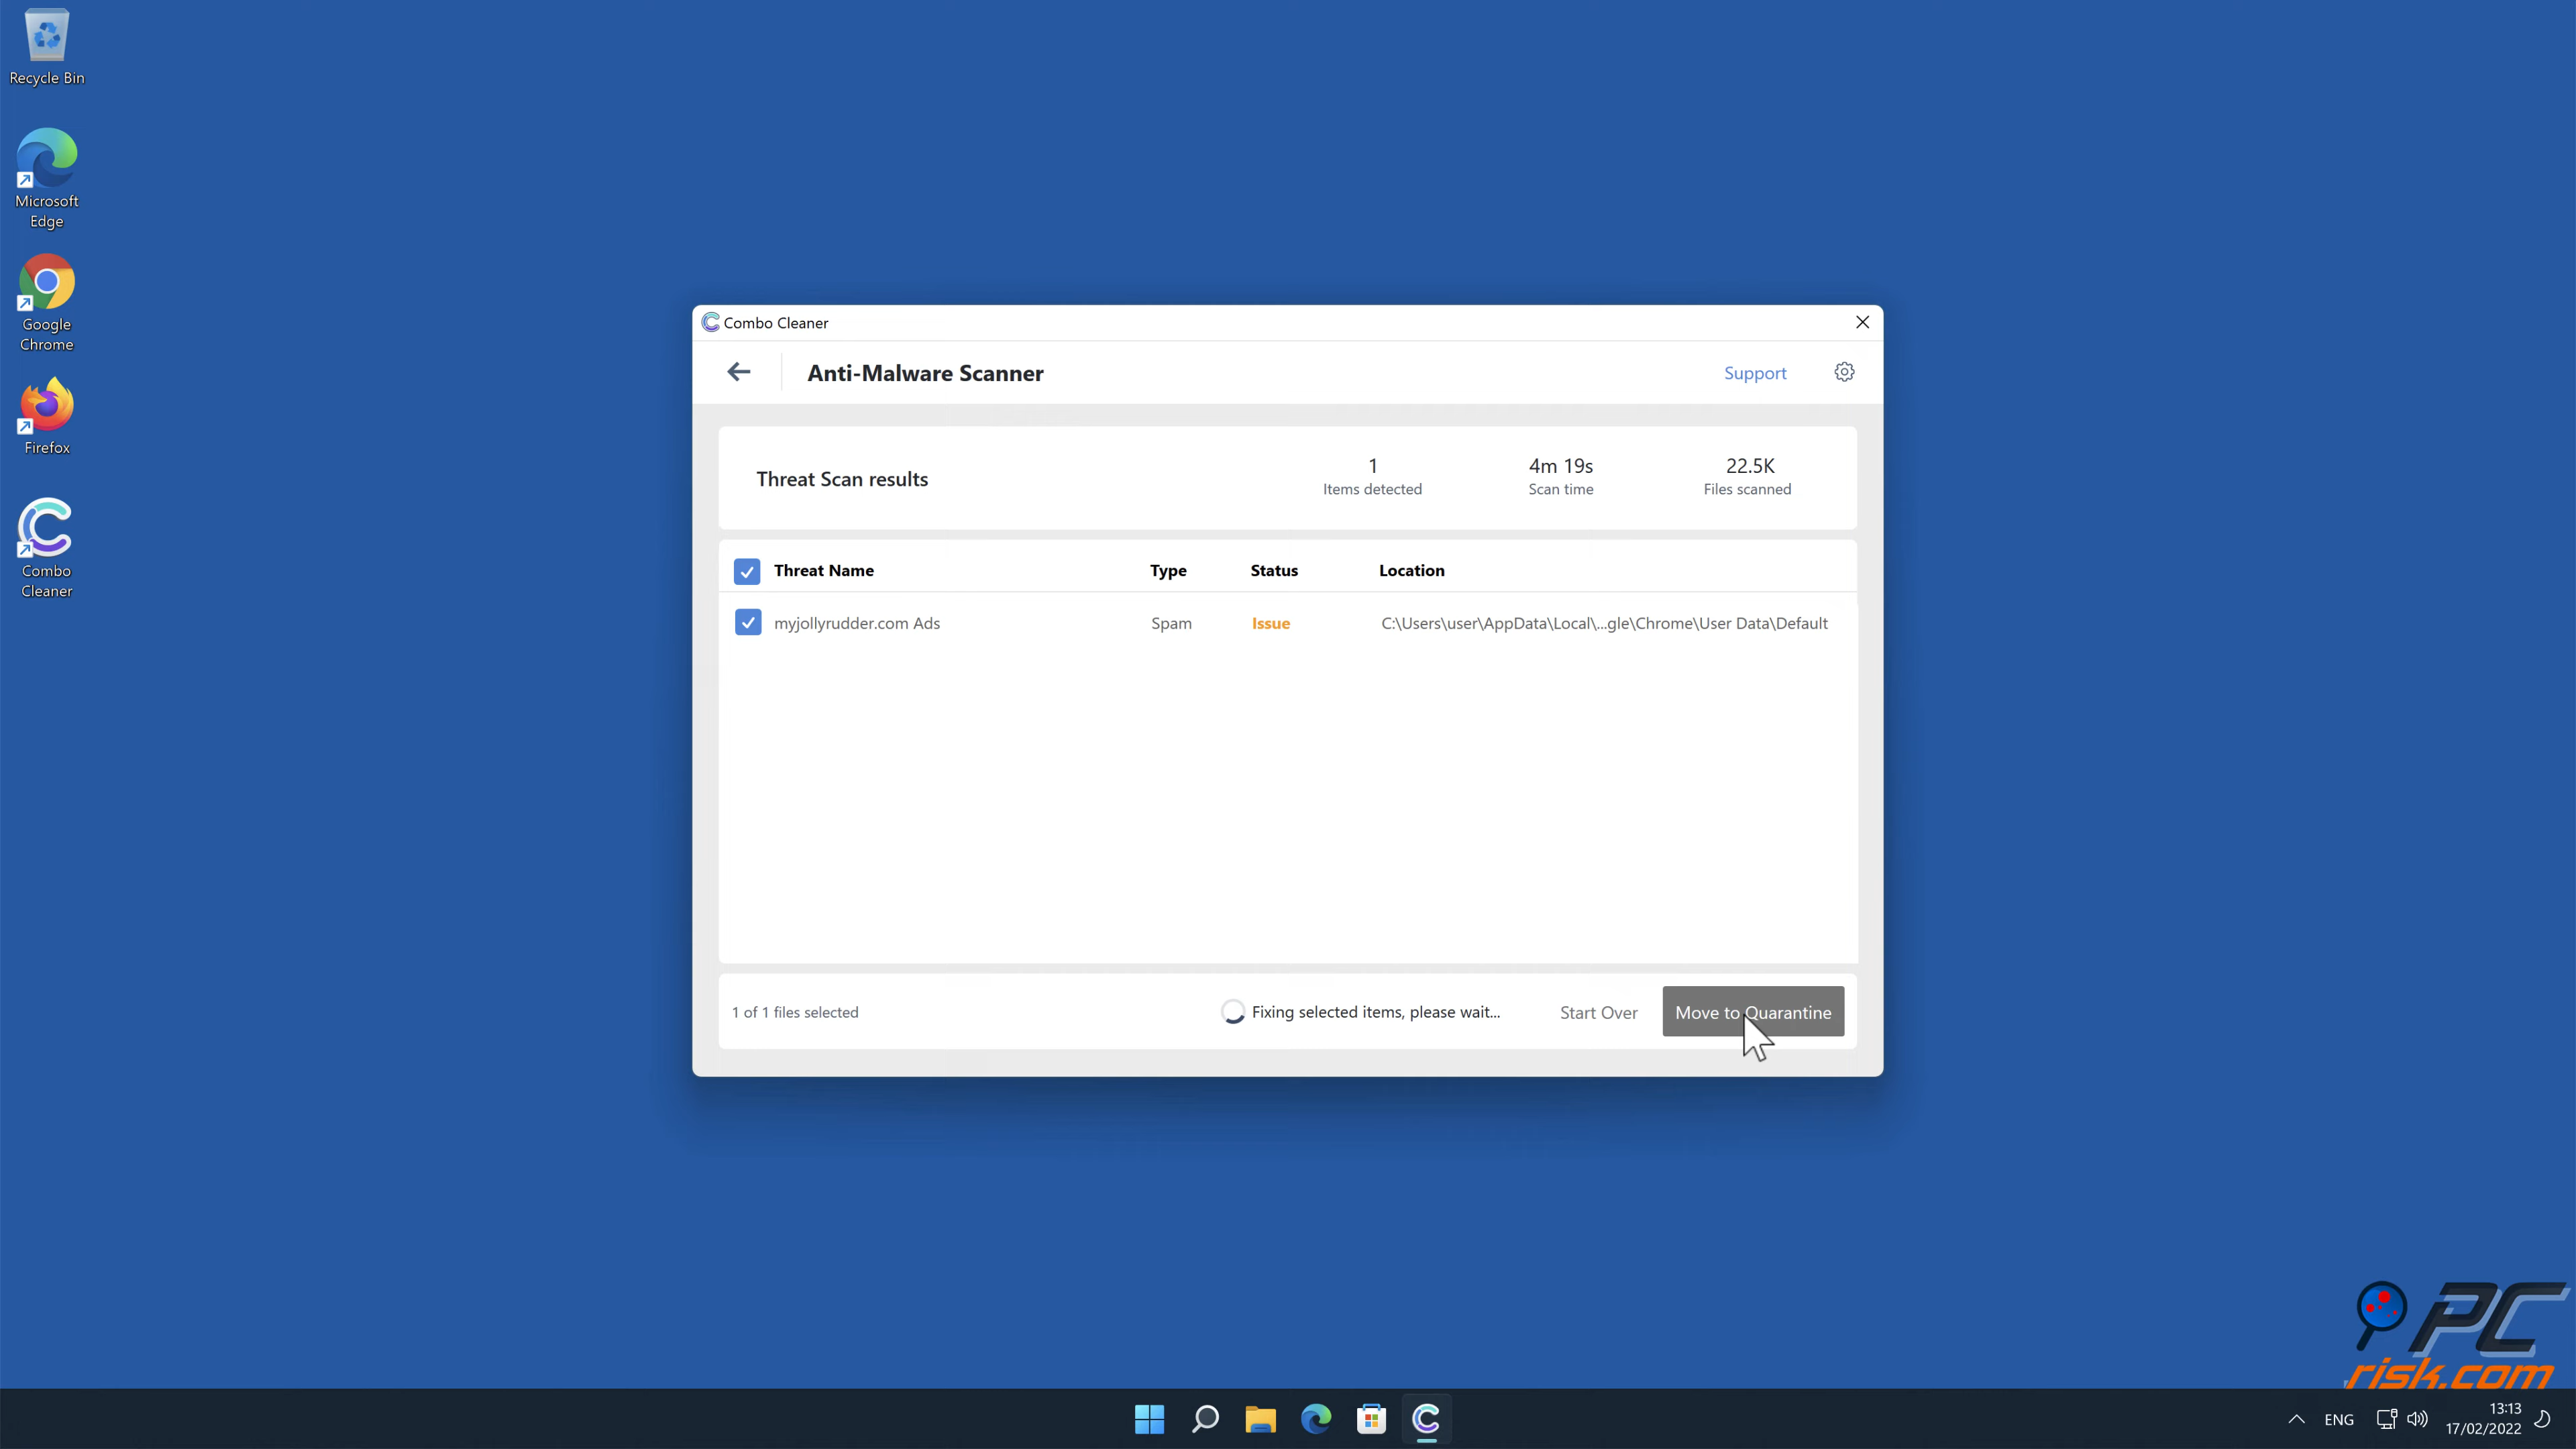 Recycle Bin
Microsoft
Edge
Google
Chrome
Firefox
Combo
Cleaner
Combo Cleaner
Anti-Malware Scanner
Support
Threat Scan results
1
Items detected
4m 19s
Scan time
22.5K
Files scanned
Threat Name Type Status Location
myjollyrudder.com Ads Spam Issue C:\Users\user\AppData\Local\...gle\Chrome\User Data\Default
1 of 1 files selected
Fixing selected items, please wait...
Start Over
Move to Quarantine
PC
risk.com
ENG
13:13
17/02/2022